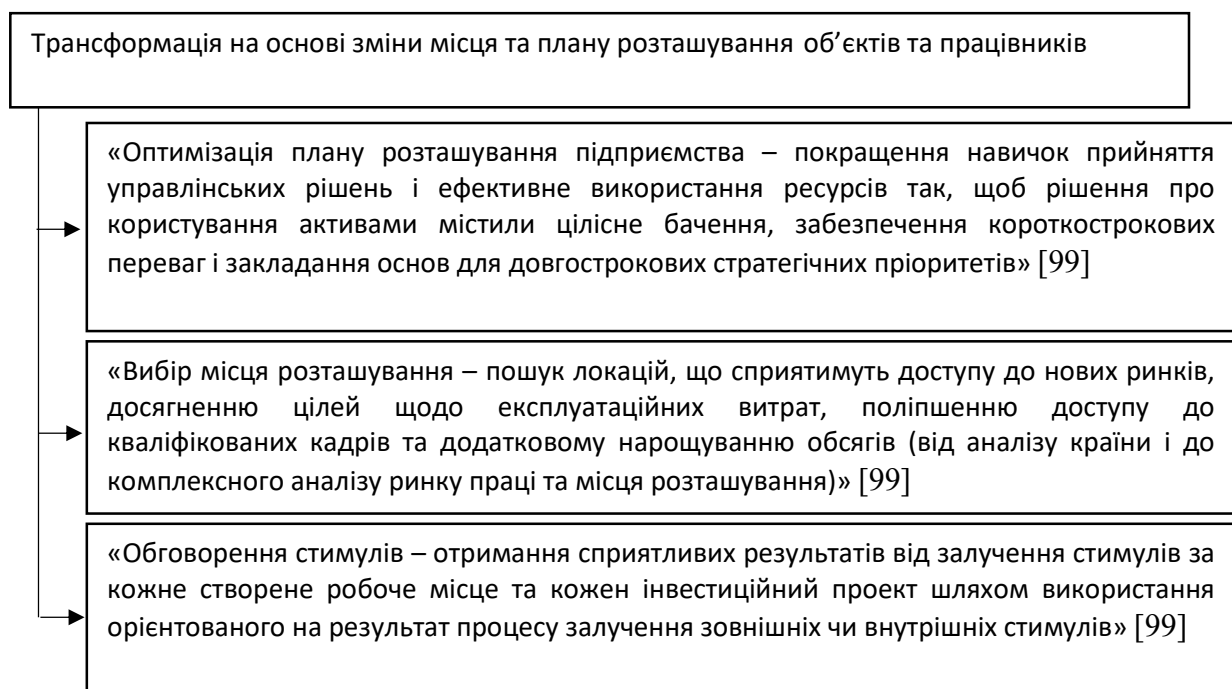 Трансформація на основі зміни місця та плану розташування об’єктів та працівників
«Оптимізація плану розташування підприємства – покращення навичок прийняття
управлінських рішень і ефективне використання ресурсів так, щоб рішення про
користування активами містили цілісне бачення, забезпечення короткострокових
переваг і закладання основ для довгострокових стратегічних пріоритетів» [99]
«Вибір місця розташування – пошук локацій, що сприятимуть доступу до нових ринків,
досягненню цілей щодо експлуатаційних витрат, поліпшенню доступу до
кваліфікованих кадрів та додатковому нарощуванню обсягів (від аналізу країни і до
комплексного аналізу ринку праці та місця розташування)» [99]
«Обговорення стимулів – отримання сприятливих результатів від залучення стимулів за
кожне створене робоче місце та кожен інвестиційний проект шляхом використання
орієнтованого на результат процесу залучення зовнішніх чи внутрішніх стимулів» [99]